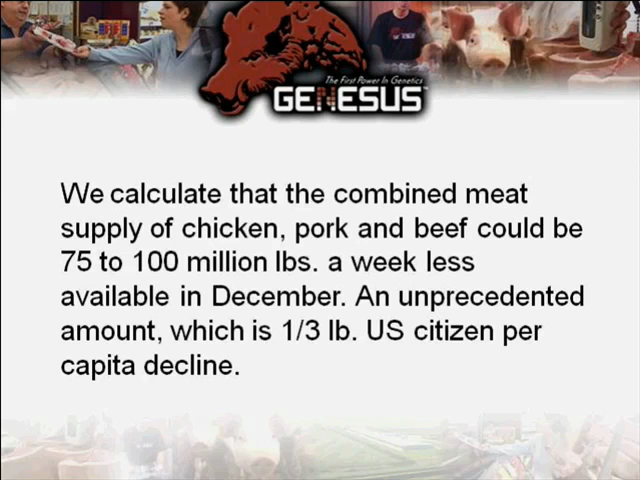 The First Power In Genetics
GENESUS™
We calculate that the combined meat
supply of chicken, pork and beef could be
75 to 100 million lbs. a week less
available in December. An unprecedented
amount, which is 1/3 lb. US citizen per
capita decline.